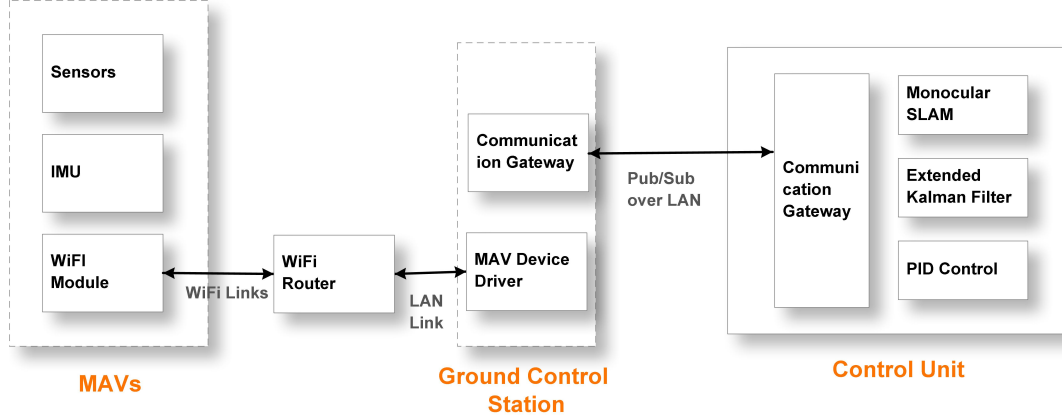 Sensors
IMU
WiFI
Module
MAVs
WiFi Links
WiFi
Router
LAN
Link
Communicat
ion Gateway
MAV Device
Driver
Ground Control
Station
Pub/Sub
over LAN
Communi
cation
Gateway
Monocular
SLAM
Extended
Kalman Filter
PID Control
Control Unit